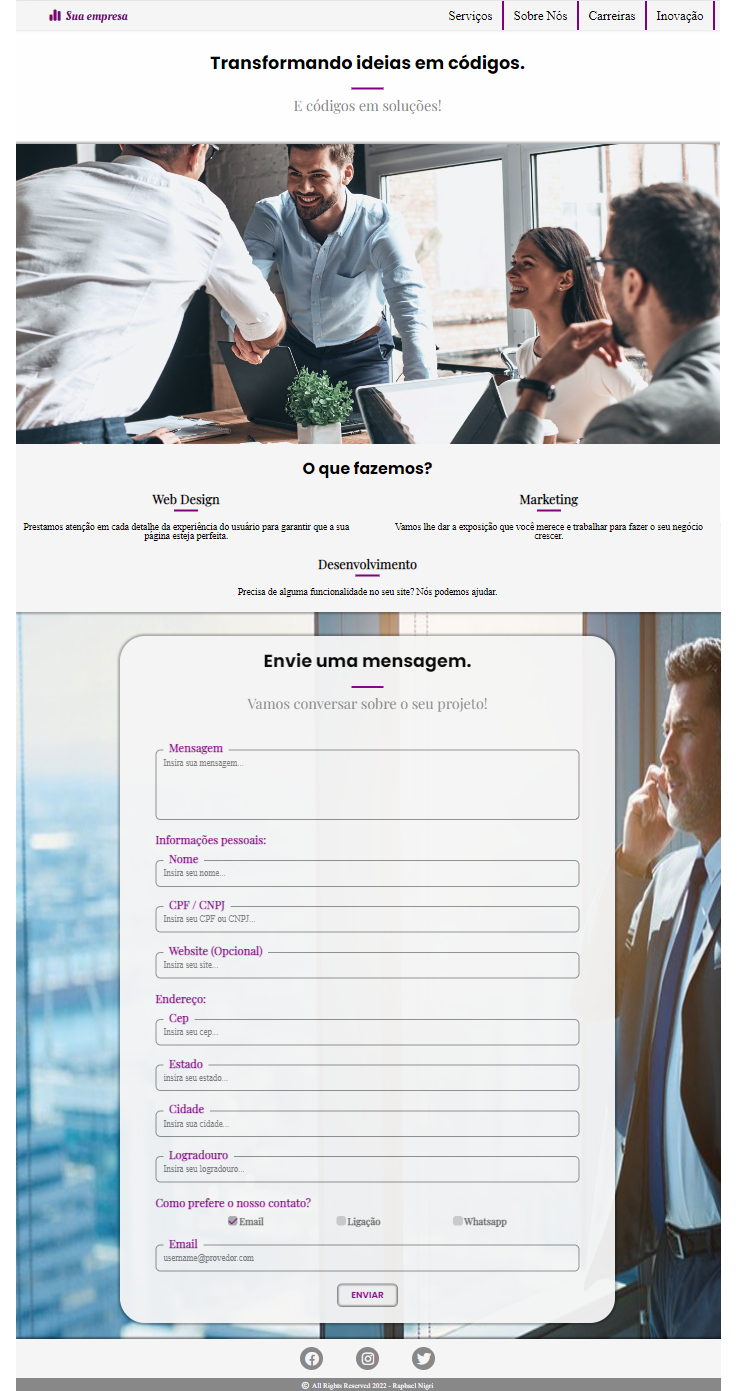 Sua empresa
Serviços Sobre Nós Carreiras Inovação
Transformando ideias em códigos.
E códigos em soluções!
O que fazemos?
Web Design
Prestamos atenção em cada detalhe da experiência do usuário para garantir que a sua
página esteja perfeita.
Marketing
Vamos lhe dar a exposição que você merece e trabalhar para fazer o seu negócio
crescer.
Desenvolvimento
Precisa de alguma funcionalidade no seu site? Nós podemos ajudar.
Envie uma mensagem.
Vamos conversar sobre o seu projeto!
Mensagem
Insira sua mensagem...
Informações pessoais:
Nome
Insira seu nome...
CPF / CNPJ
Insira seu CPF ou CNPJ...
Website (Opcional)
Insira seu site...
Endereço:
Cep
Insira seu cep...
Estado
insira seu estado...
Cidade
Insira sua cidade...
Logradouro
Insira seu logradouro...
Como prefere o nosso contato?
Email Ligação Whatsapp
Email
username@provedor.com
ENVIAR
© All Rights Reserved 2022 - Raphael Nigri